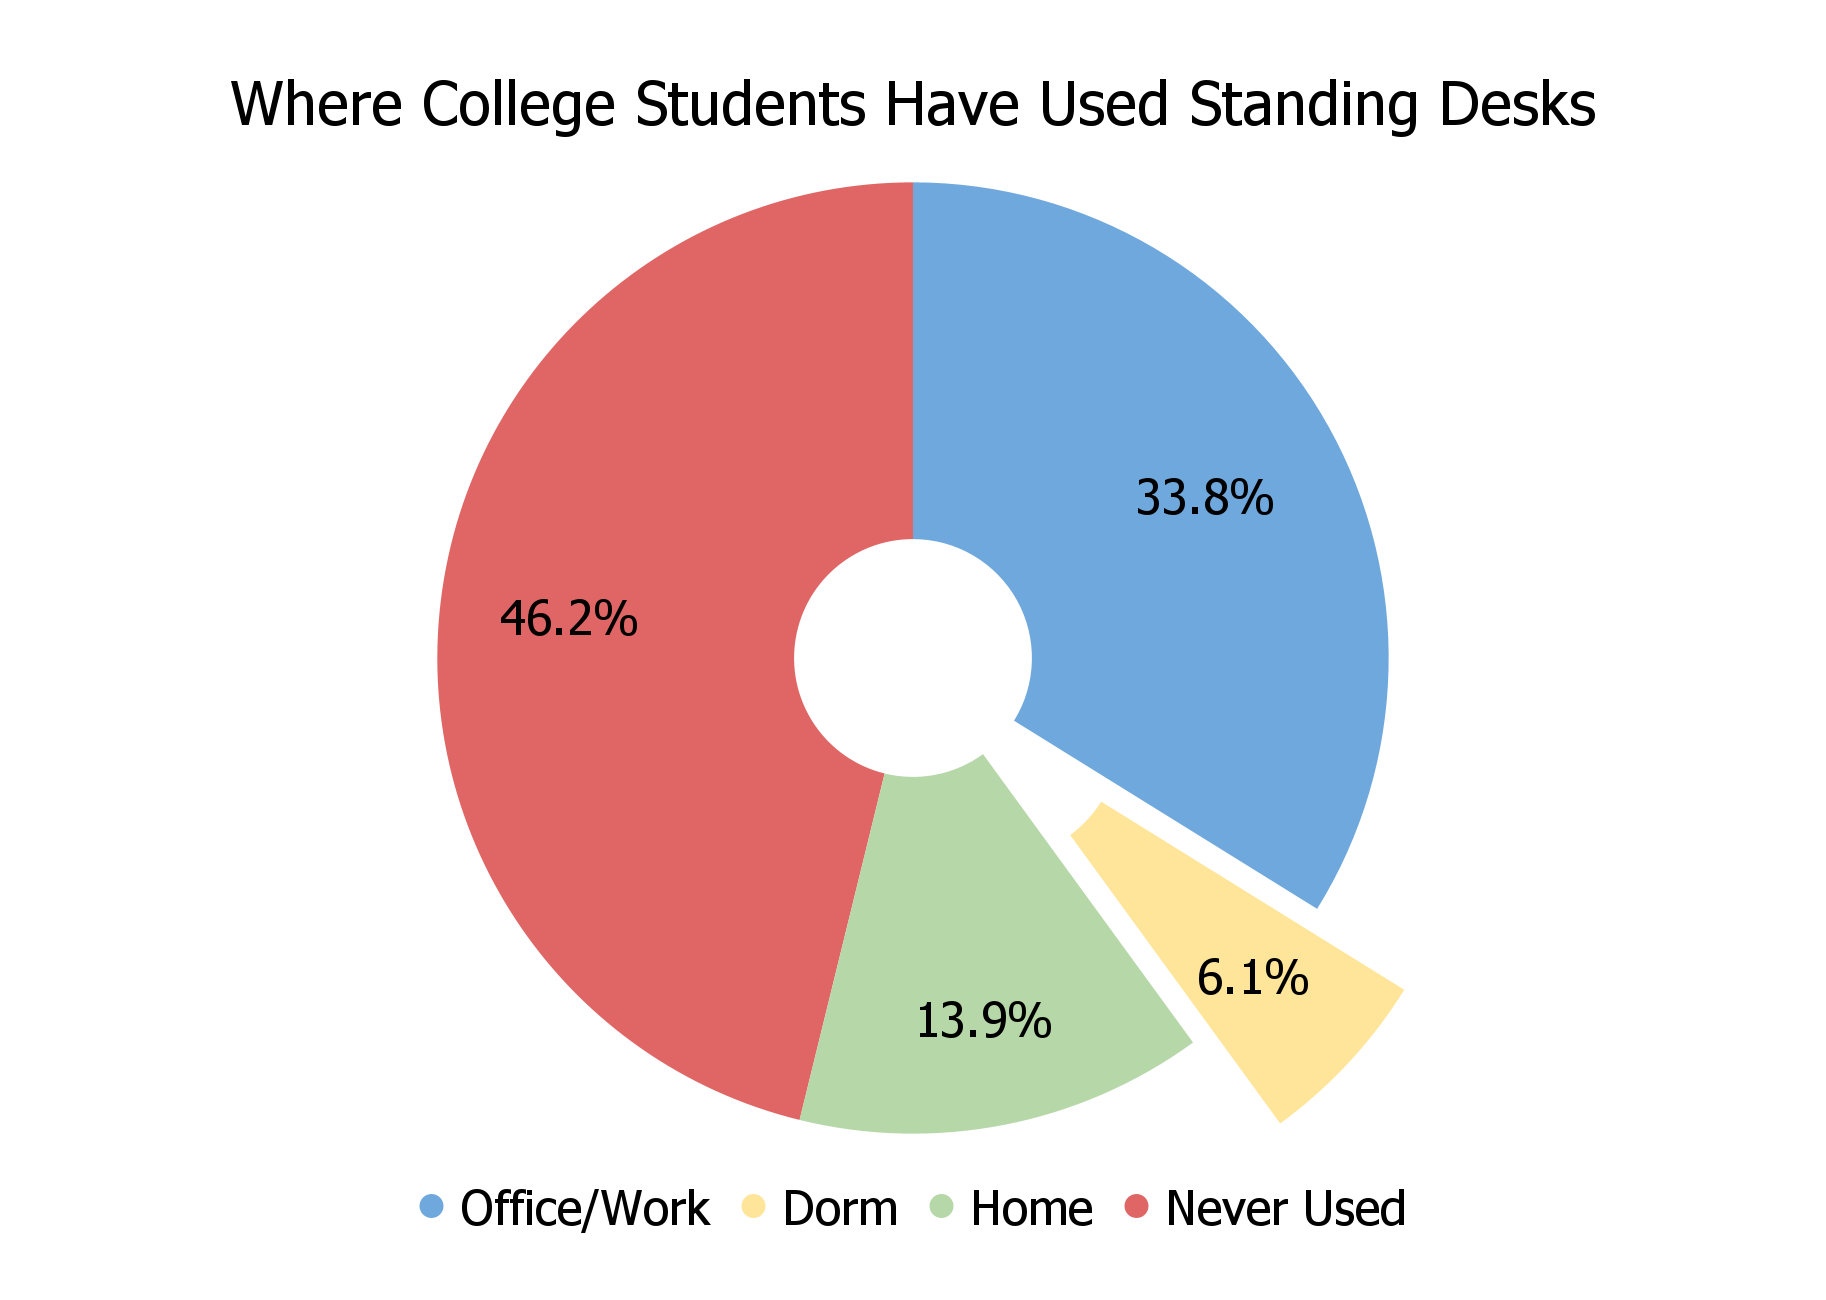 Where College Students Have Used Standing Desks
33.8%
46.2%
6.1%
13.9%
Office/Work Dorm Home Never Used